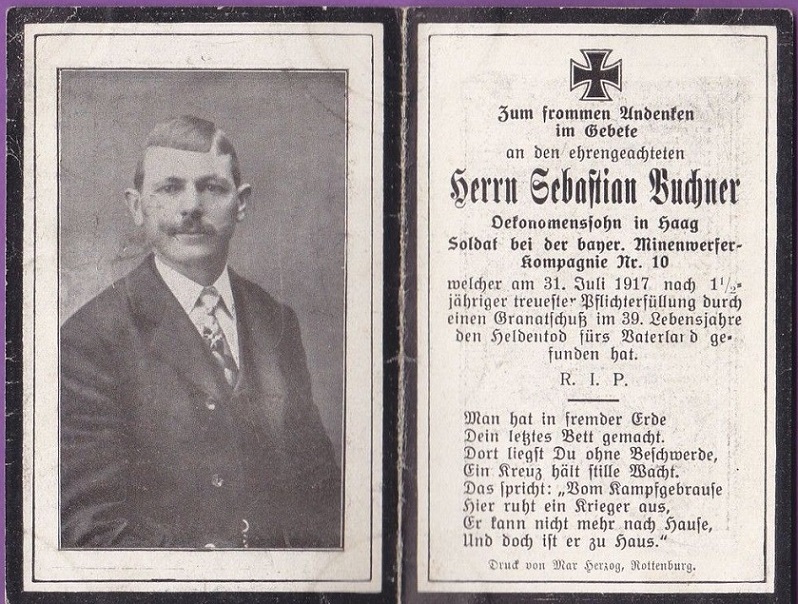 Zum frommen Andenken
im Gebete
an den ehrengeachteten
Herrn Sebastian Buchner
Oekonomenssohn in Haag
Soldat bei der bayer. Minenwerfer-
Kompagnie Nr. 10
welcher am 31. Juli 1917 nach 1½-
jähriger treuester Pflichterfüllung durch
einen Granatschuß im 39. Lebensjahre
den Heldentod fürs Vaterland ge-
funden hat.
R. I. P.
Man hat in fremder Erde
Dein letztes Bett gemacht.
Dort liegst Du ohne Beschwerde,
Ein Kreuz hält stille Wacht.
Das spricht: „Vom Kampfgebrause
Hier ruht ein Krieger aus,
Er kann nicht mehr nach Hause,
Und doch ist er zu Haus."
Druck von Max Herzog, Rottenburg.